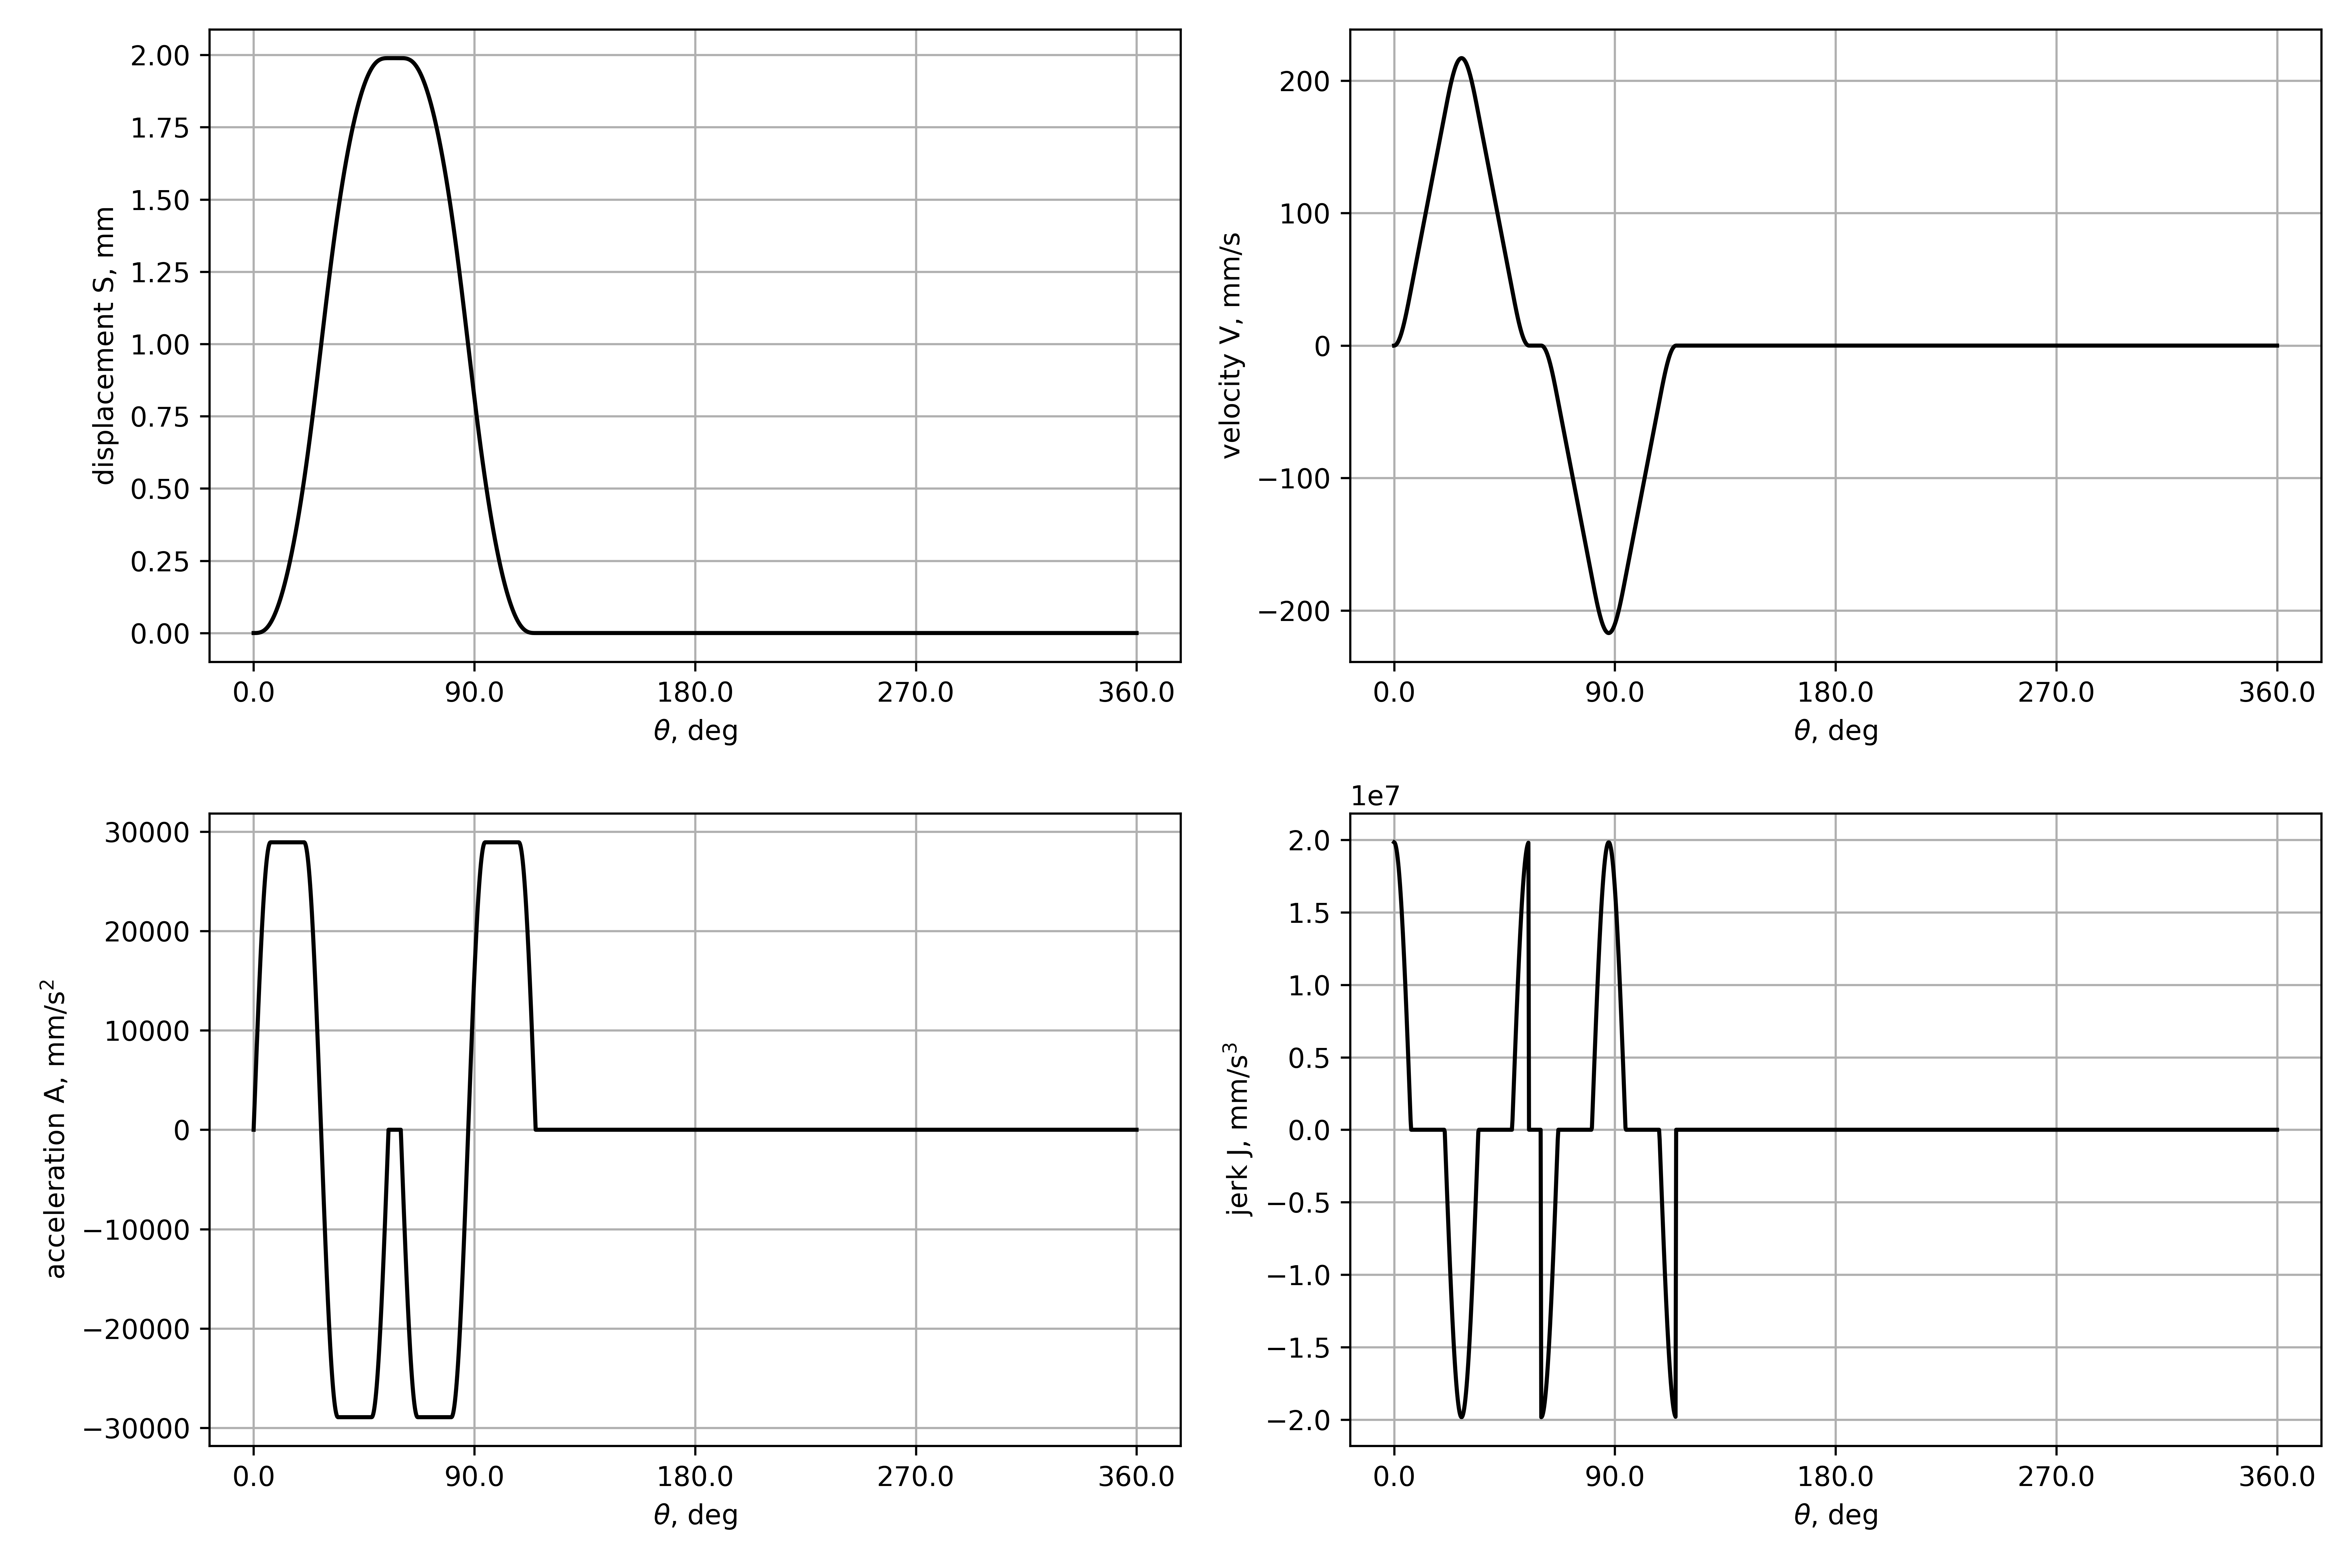 2.00
1.75
1.50
1.25
1.00
0.75
0.50
0.25
0.00
displacement S, mm
0.0 90.0 180.0 270.0 360.0
θ, deg
200
100
0
−100
−200
velocity V, mm/s
0.0 90.0 180.0 270.0 360.0
θ, deg
30000
20000
10000
0
−10000
−20000
−30000
acceleration A, mm/s²
0.0 90.0 180.0 270.0 360.0
θ, deg
1e7
2.0
1.5
1.0
0.5
0.0
−0.5
−1.0
−1.5
−2.0
jerk J, mm/s³
0.0 90.0 180.0 270.0 360.0
θ, deg